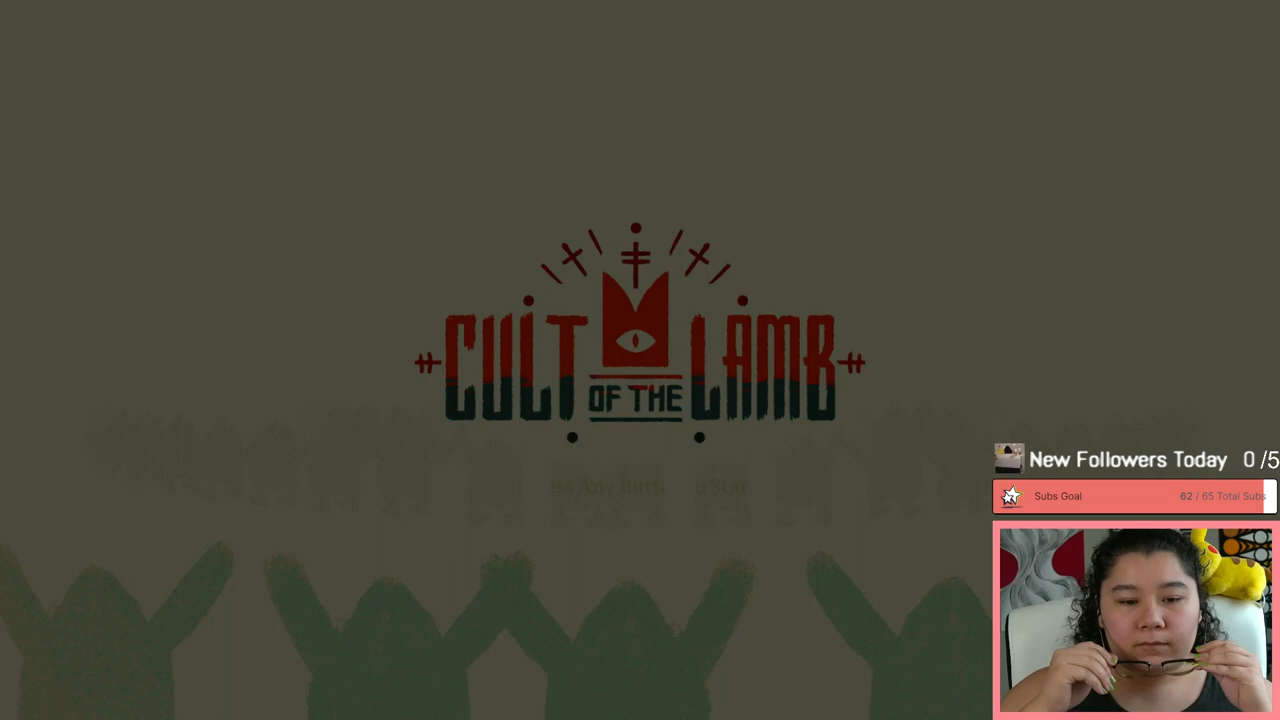 CULT OF THE LAMB
New Followers Today 0 /5
Subs Goal 62 / 65 Total Subs